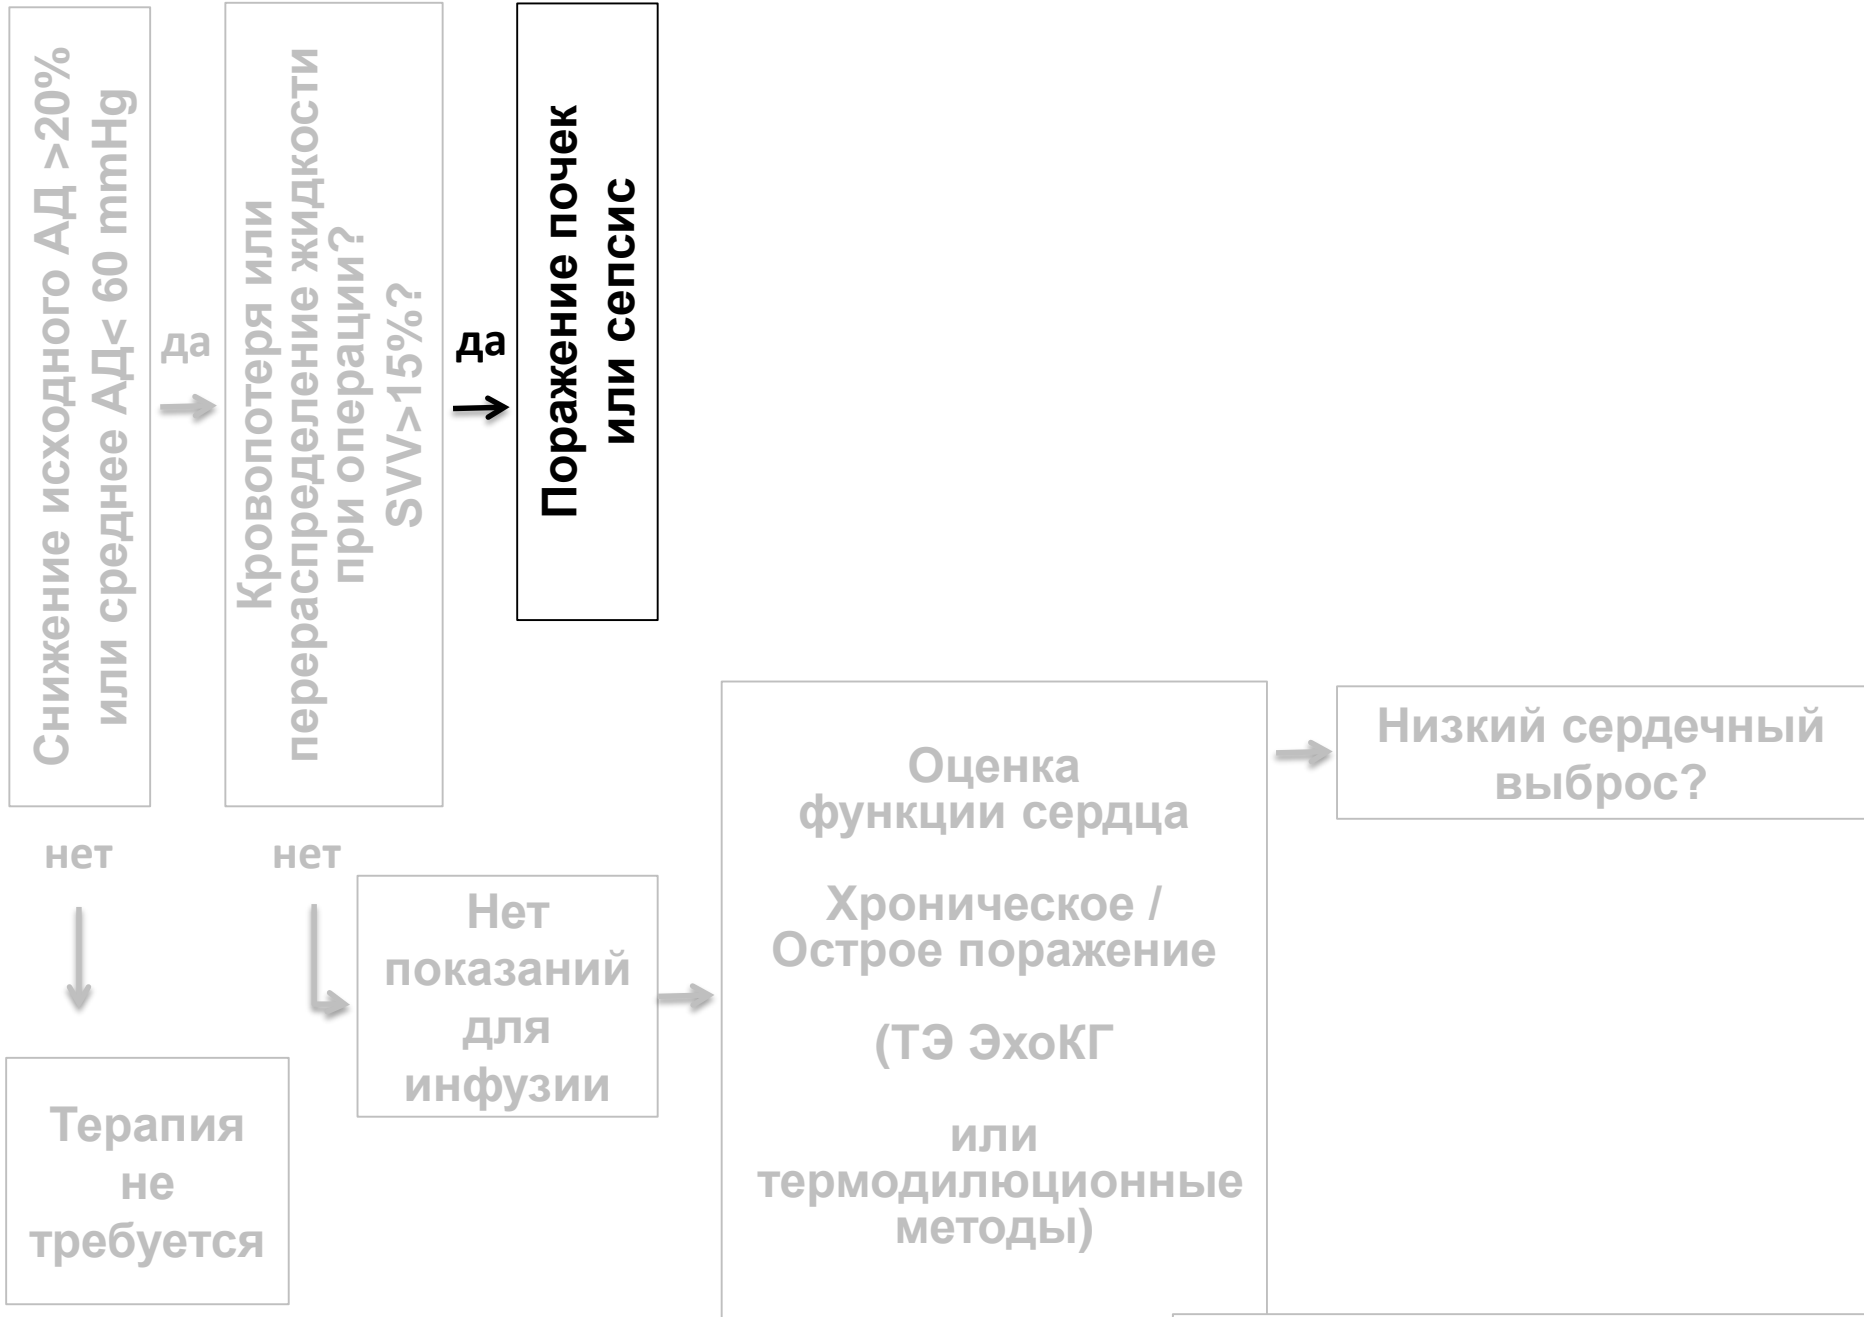 Снижение исходного АД >20%
или среднее АД< 60 mmHg
да
Кровопотеря или
перераспределение жидкости
при операции?
SVV>15%?
да
Поражение почек
или сепсис
нет
нет
Терапия
не
требуется
Нет
показаний
для
инфузии
Оценка
функции сердца
Хроническое /
Острое поражение
(ТЭ ЭхоКГ
или
термодилюционные
методы)
Низкий сердечный
выброс?